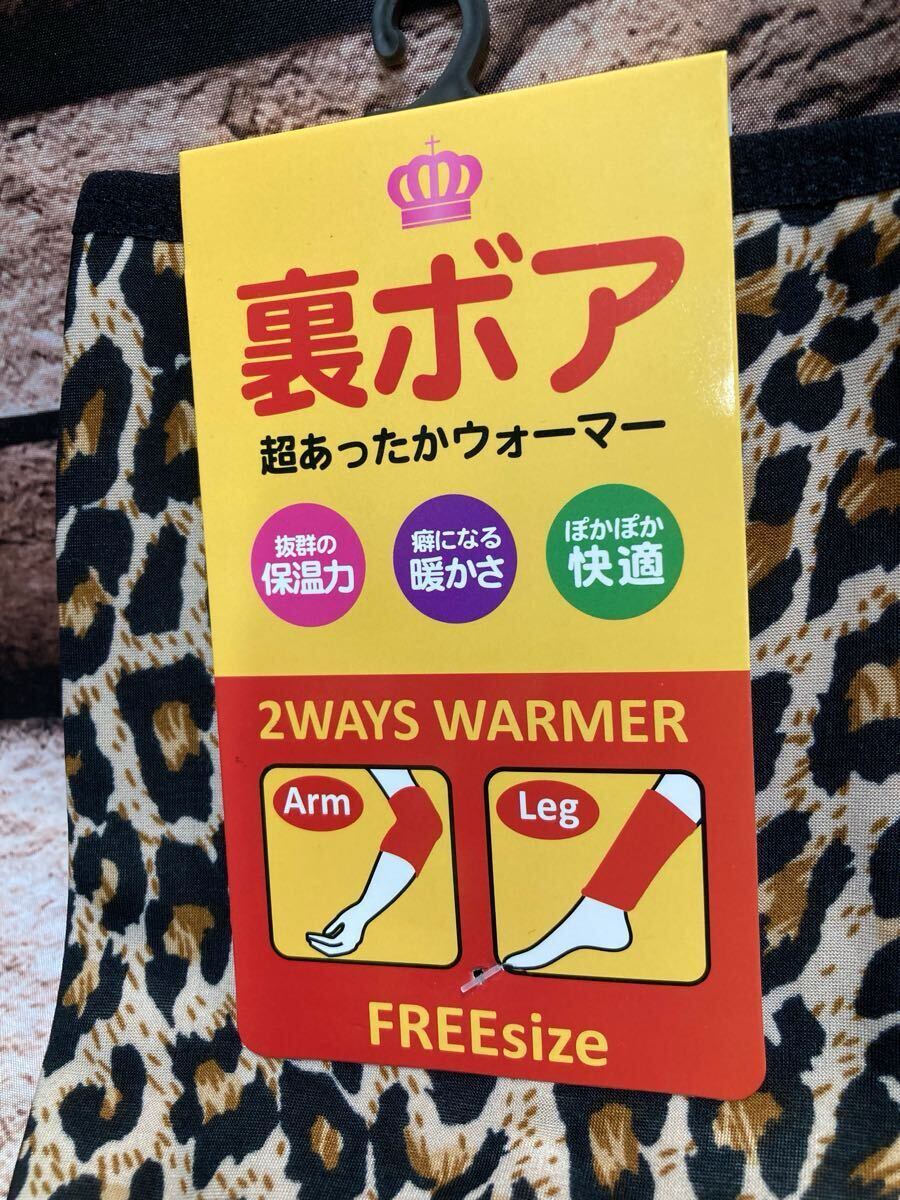 裏ボア
超あったかウォーマー
抜群の
保温力
癖になる
暖かさ
ぽかぽか
快適
2WAYS WARMER
Arm
Leg
FREEsize